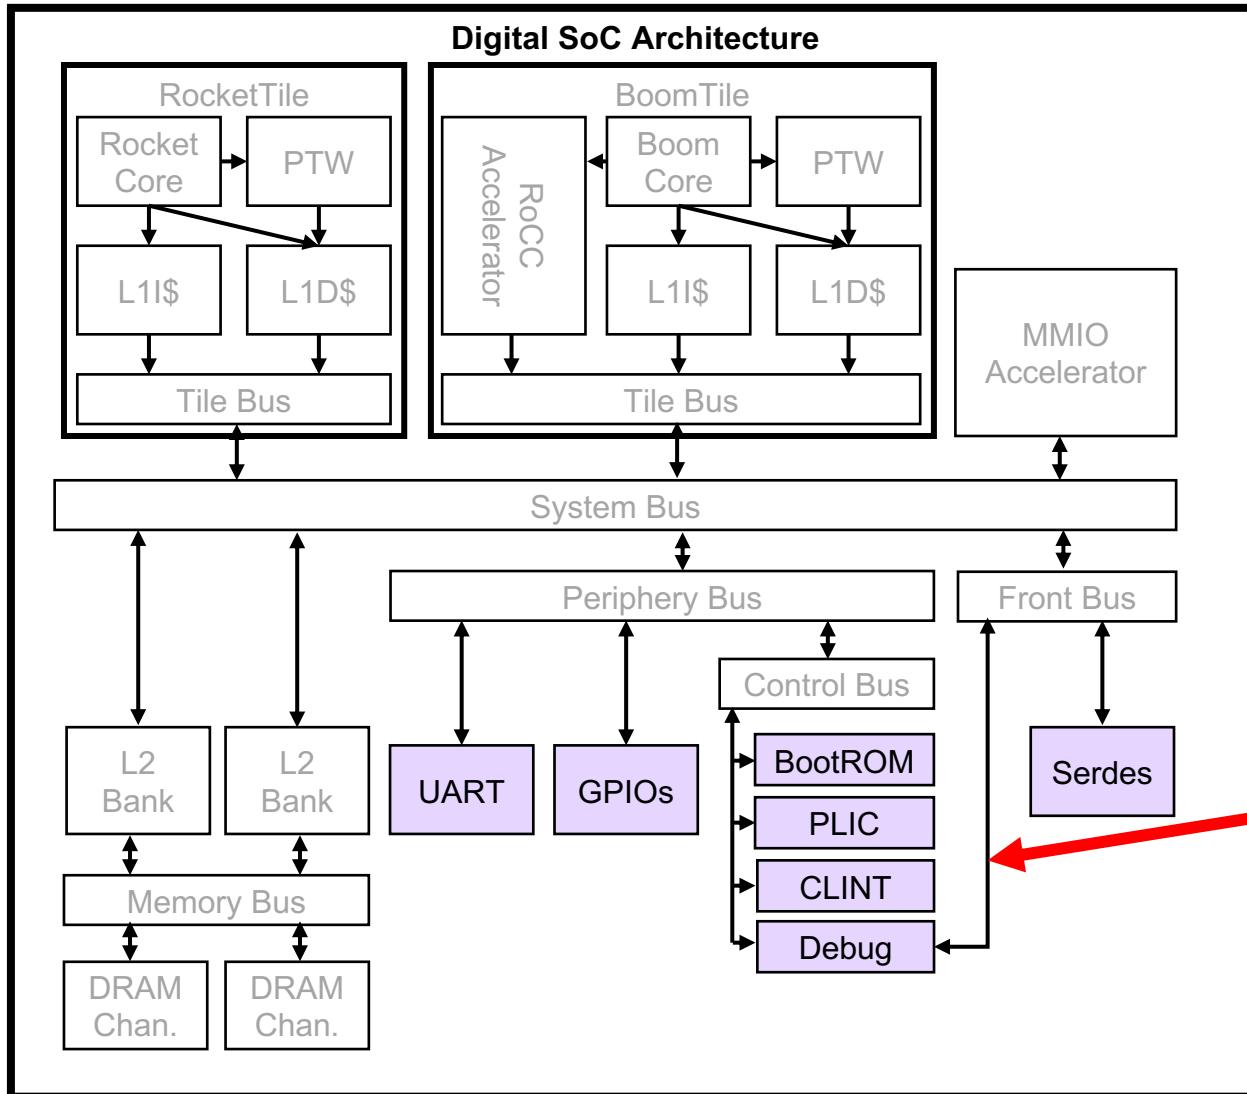 Digital SoC Architecture
RocketTile
Rocket
Core
PTW
L1I$
L1D$
Tile Bus
BoomTile
RoCC
Accelerator
Boom
Core
PTW
L1I$
L1D$
Tile Bus
MMIO
Accelerator
System Bus
Periphery Bus
Front Bus
Control Bus
L2
Bank
L2
Bank
UART
GPIOs
BootROM
PLIC
CLINT
Debug
Serdes
Memory Bus
DRAM
Chan.
DRAM
Chan.